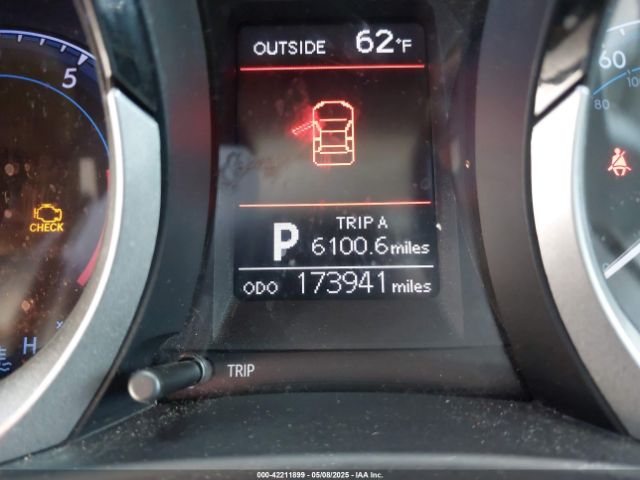 OUTSIDE 62°F
5
60
100
80
CHECK
P
TRIP A
6100.6 miles
ODO 173941 miles
H
TRIP
000-42211899 - 05/08/2025 - IAA Inc.